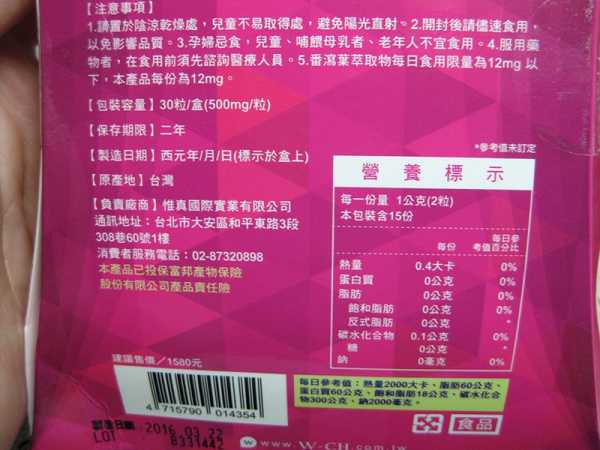 【注意事項】
1.請置於陰涼乾燥處，兒童不易取得處，避免陽光直射。2.開封後請儘速食用，
以免影響品質。3.孕婦忌食，兒童、哺餵母乳者、老年人不宜食用。4.服用藥
物者，在食用前須先諮詢醫療人員。5.番瀉葉萃取物每日食用限量為12mg 以
下，本產品每份為12mg。
【包裝容量】30粒/盒(500mg/粒)
【保存期限】二年
【製造日期】西元年/月/日(標示於盒上)
【原產地】台灣
【負責廠商】惟真國際實業有限公司
通訊地址：台北市大安區和平東路3段
308巷60號1樓
消費者服務電話：02-87320898
本產品已投保富邦產物保險
股份有限公司產品責任險
*參考值未訂定
營養標示
每一份量 1公克(2粒)
本包裝含15份
每份 每日參考值百分比
熱量 0.4大卡 0%
蛋白質 0公克 0%
脂肪 0公克 0%
飽和脂肪 0公克 0%
反式脂肪 0公克 *
碳水化合物 0.1公克 0%
糖 0公克 *
鈉 0毫克 0%
每日參考值：熱量2000大卡、脂肪60公克、
蛋白質60公克、飽和脂肪18公克、碳水化合
物300公克、鈉2000毫克。
建議售價／1580元
4 715790 014354
製造日期 2016 03 22
LOT 8331442
食品
www.W-CH.com.tw